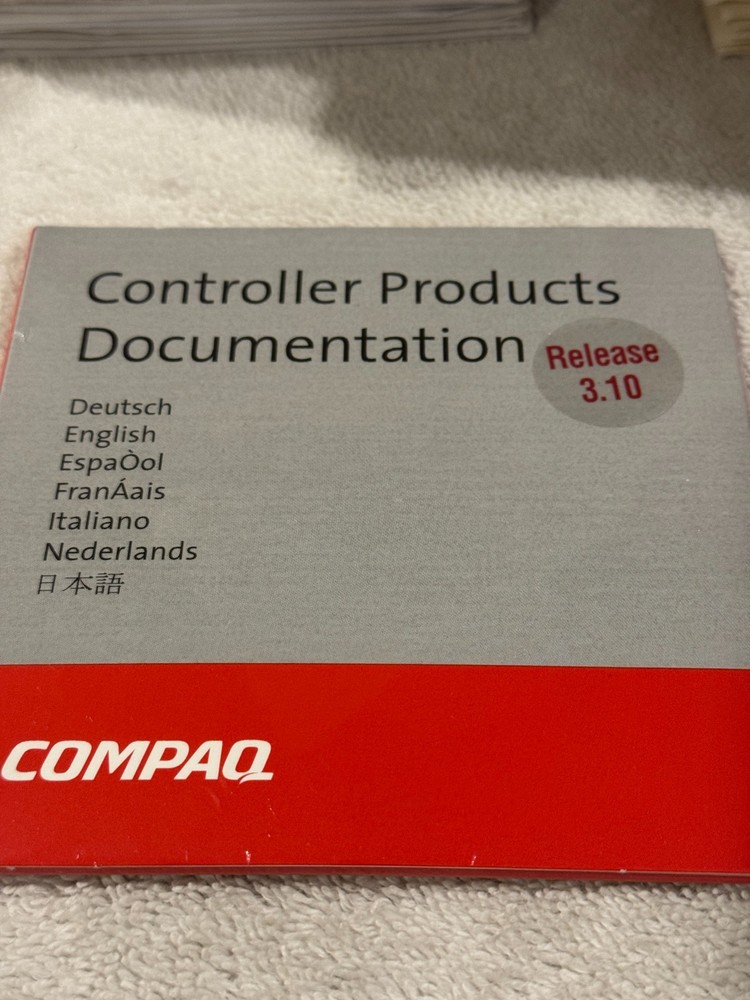 Controller Products
Documentation
Release
3.10
Deutsch
English
EspaÒol
FranÁais
Italiano
Nederlands
日本語
COMPAQ